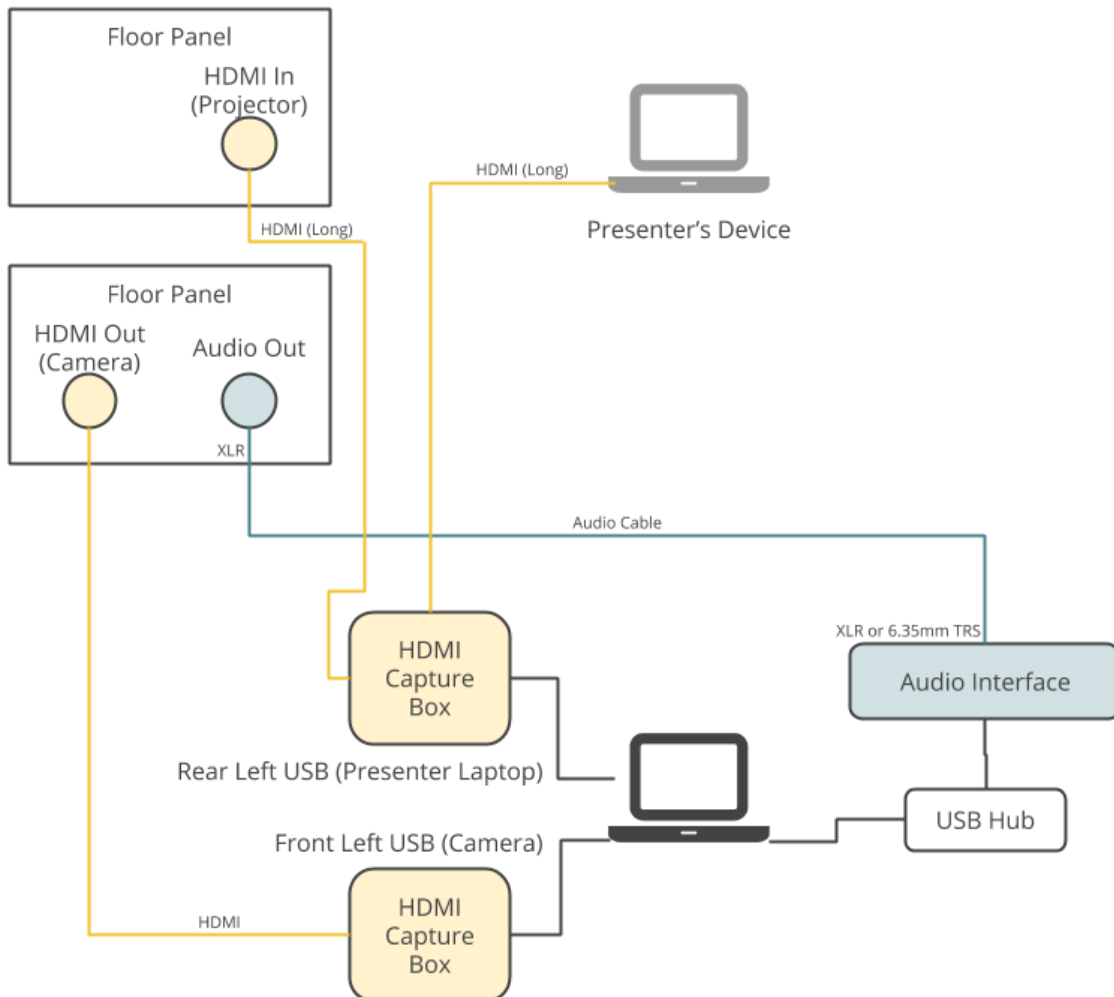 Floor Panel
HDMI In
(Projector)
HDMI (Long)
HDMI (Long)
Presenter’s Device
Floor Panel
HDMI Out
(Camera)
Audio Out
XLR
Audio Cable
XLR or 6.35mm TRS
HDMI
Capture
Box
Audio Interface
Rear Left USB (Presenter Laptop)
USB Hub
Front Left USB (Camera)
HDMI
HDMI
Capture
Box